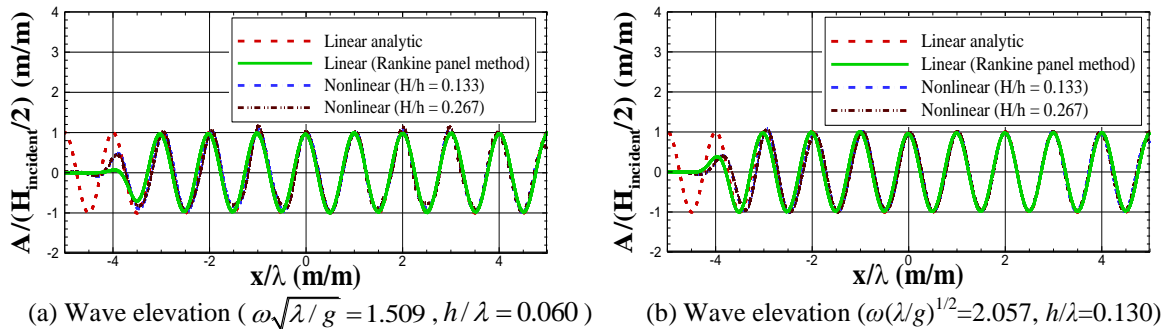 A/(H_incident/2) (m/m)
4
3
2
1
0
-1
-2
Linear analytic
Linear (Rankine panel method)
Nonlinear (H/h = 0.133)
Nonlinear (H/h = 0.267)
-4 -2 0 2 4
x/λ (m/m)
(a) Wave elevation ( ω√λ/g = 1.509 , h/λ = 0.060 )
A/(H_incident/2) (m/m)
4
3
2
1
0
-1
-2
Linear analytic
Linear (Rankine panel method)
Nonlinear (H/h = 0.133)
Nonlinear (H/h = 0.267)
-4 -2 0 2 4
x/λ (m/m)
(b) Wave elevation (ω(λ/g)^1/2=2.057, h/λ=0.130)